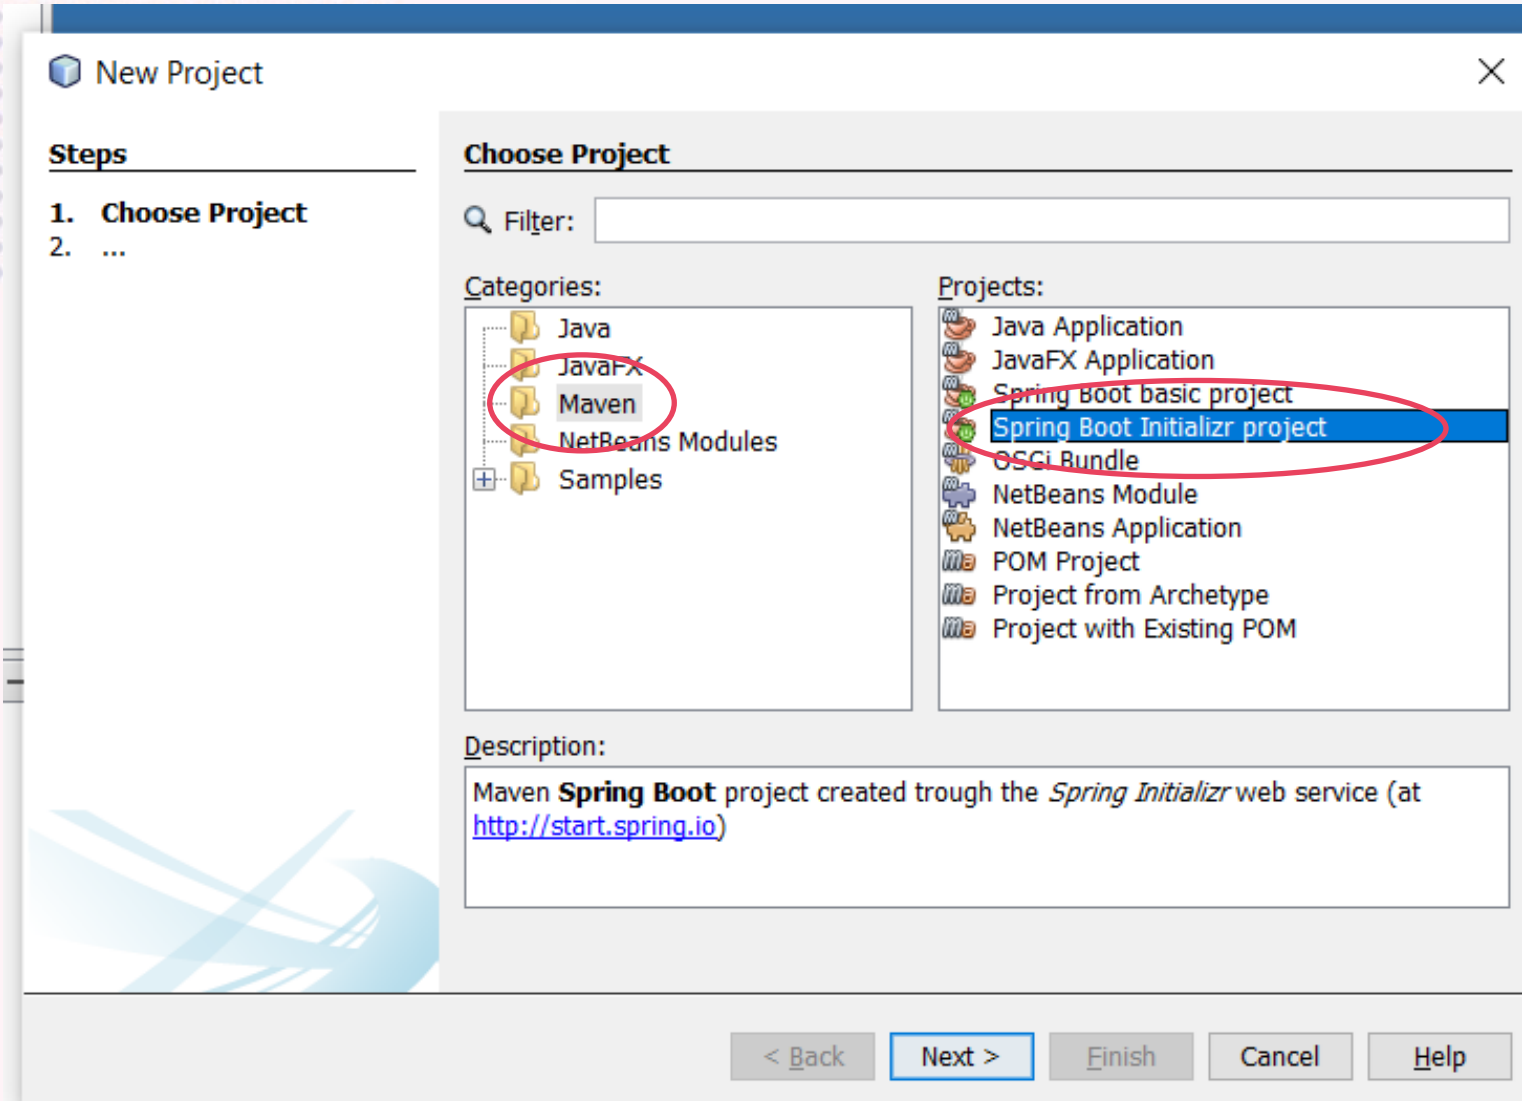 New Project
Steps
1. Choose Project
2. ...
Choose Project
Filter:
Categories:
Java
JavaFX
Maven
NetBeans Modules
Samples
Projects:
Java Application
JavaFX Application
Spring Boot basic project
Spring Boot Initializr project
OSGi Bundle
NetBeans Module
NetBeans Application
POM Project
Project from Archetype
Project with Existing POM
Description:
Maven Spring Boot project created trough the Spring Initializr web service (at
http://start.spring.io)
< Back
Next >
Finish
Cancel
Help